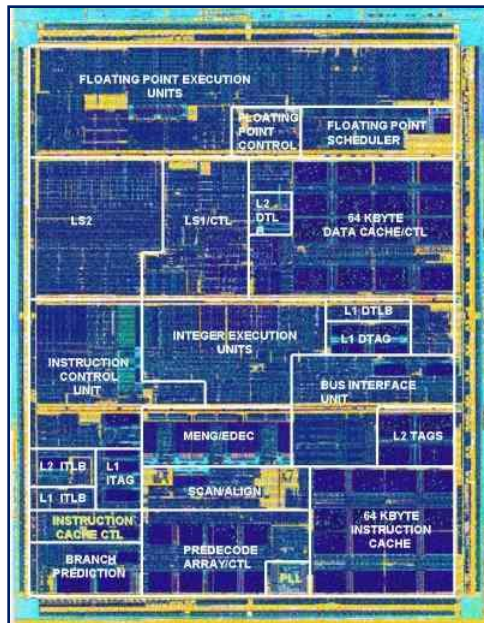 FLOATING POINT EXECUTION
UNITS
FLOATING
POINT
CONTROL
FLOATING POINT
SCHEDULER
LS2
LS1/CTL
L2
DTL
B
64 KBYTE
DATA CACHE/CTL
INSTRUCTION
CONTROL
UNIT
INTEGER EXECUTION
UNITS
L1 DTLB
L1 DTAG
BUS INTERFACE
UNIT
MENG/EDEC
L2 TAGS
L2 ITLB
L1
ITAG
L1 ITLB
SCAN/ALIGN
INSTRUCTION
CACHE CTL
BRANCH
PREDICTION
PREDECODE
ARRAY/CTL
PLL
64 KBYTE
INSTRUCTION
CACHE